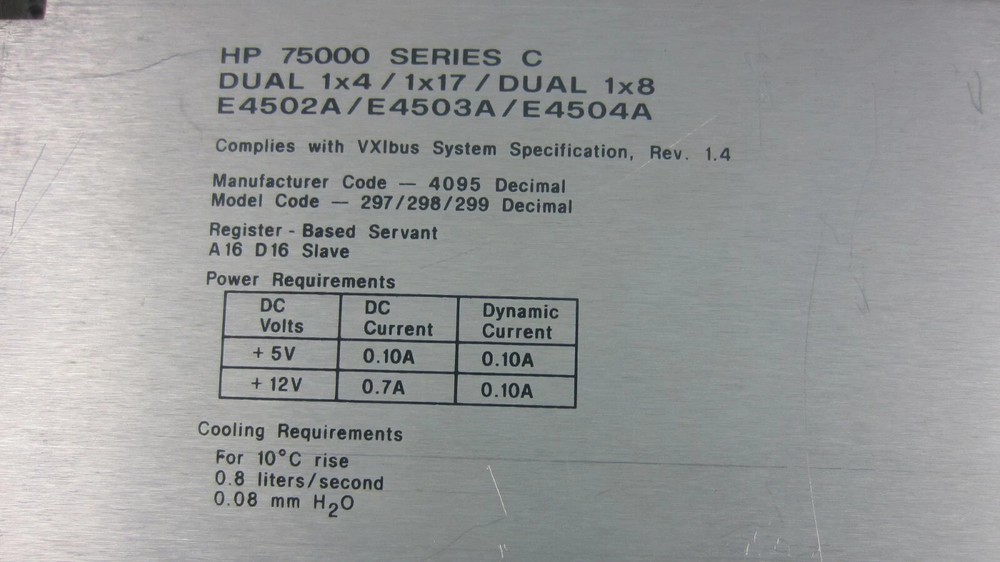 HP 75000 SERIES C
DUAL 1x4 / 1x17 / DUAL 1x8
E4502A/E4503A/E4504A
Complies with VXIbus System Specification, Rev. 1.4
Manufacturer Code — 4095 Decimal
Model Code — 297/298/299 Decimal
Register - Based Servant
A16 D16 Slave
Power Requirements
DC Volts DC Current Dynamic Current
+ 5V 0.10A 0.10A
+ 12V 0.7A 0.10A
Cooling Requirements
For 10°C rise
0.8 liters/second
0.08 mm H₂O